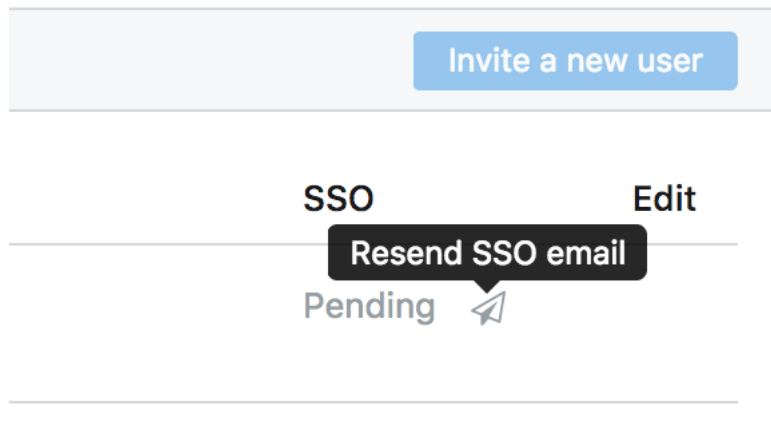 Invite a new user
SSO Edit
Resend SSO email
Pending